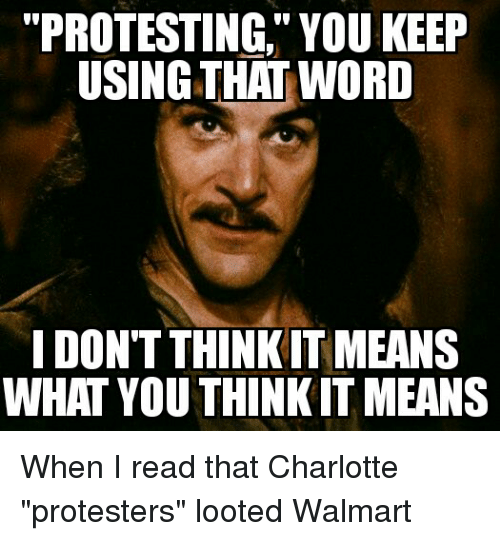 "PROTESTING," YOU KEEP
USING THAT WORD
I DON'T THINK IT MEANS
WHAT YOU THINK IT MEANS
When I read that Charlotte
"protesters" looted Walmart